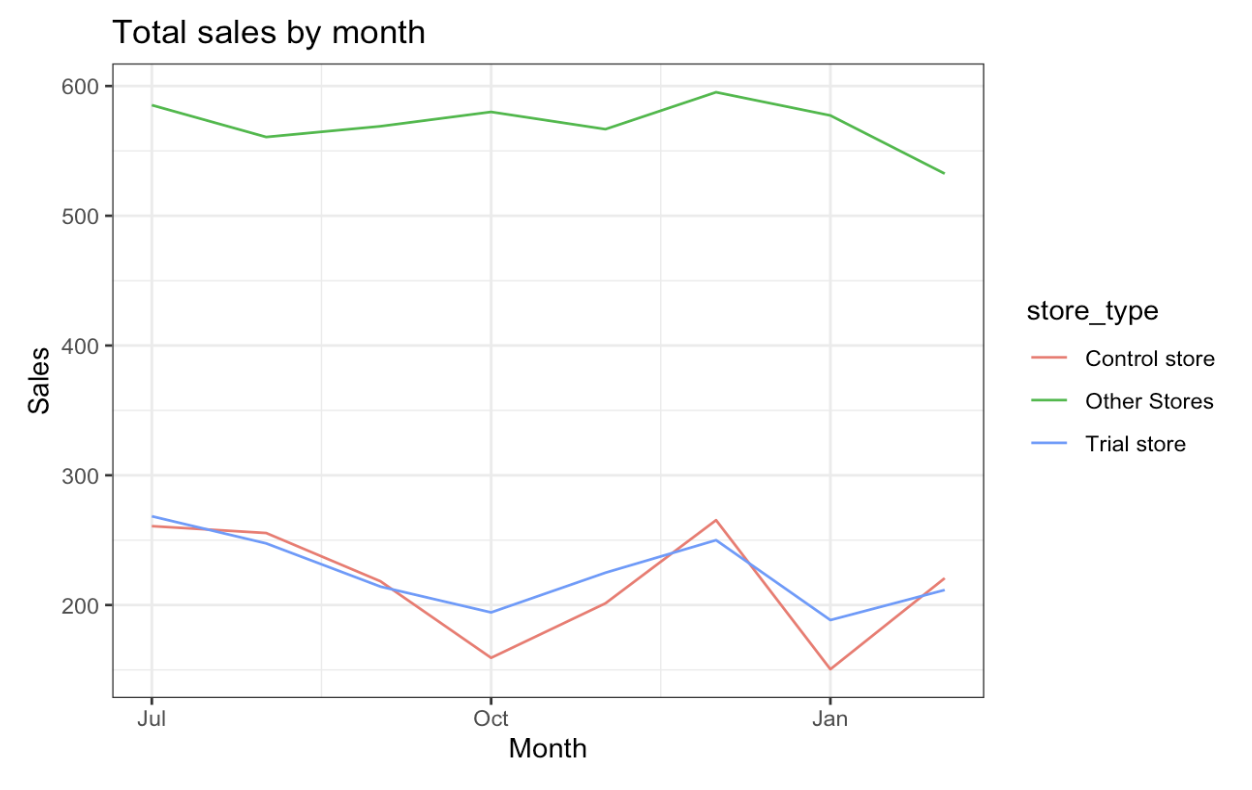 Total sales by month
600
500
400
300
200
Sales
Jul
Oct
Jan
Month
store_type
Control store
Other Stores
Trial store